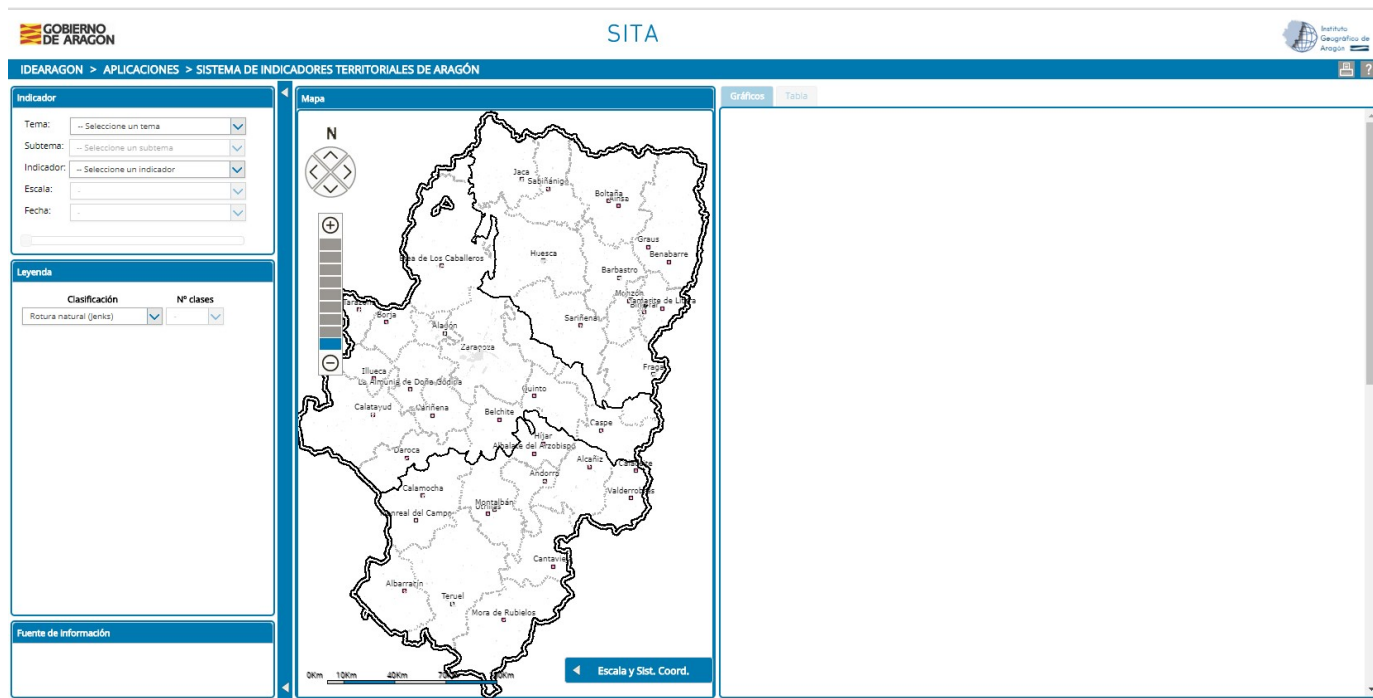 GOBIERNO
DE ARAGON
SITA
Instituto
Geográfico de
Aragón
IDEARAGON > APLICACIONES > SISTEMA DE INDICADORES TERRITORIALES DE ARAGÓN
?
Indicador
Tema:
-- Seleccione un tema
Subtema:
-- Seleccione un subtema
Indicador:
-- Seleccione un indicador
Escala:
-
Fecha:
-
Leyenda
Clasificación
Nº clases
Rotura natural (Jenks)
-
Fuente de información
Mapa
N
Jaca
Sabiñánigo
Boltaña
Aínsa
Graus
Benabarre
de Los Caballeros
Huesca
Barbastro
Monzón
Tamarite de Litera
Borja
Alagón
Sariñena
Zaragoza
Illueca
La Almunia de Doña Godina
Fraga
Quinto
Calatayud
Cariñena
Belchite
Caspe
Híjar
Albalate del Arzobispo
Daroca
Alcañiz
Andorra
Calamocha
Valderrobres
Montalbán
Utrillas
Monreal del Campo
Cantavieja
Albarracín
Teruel
Mora de Rubielos
0Km
10Km
40Km
Escala y Sist. Coord.
Gráficos
Tabla